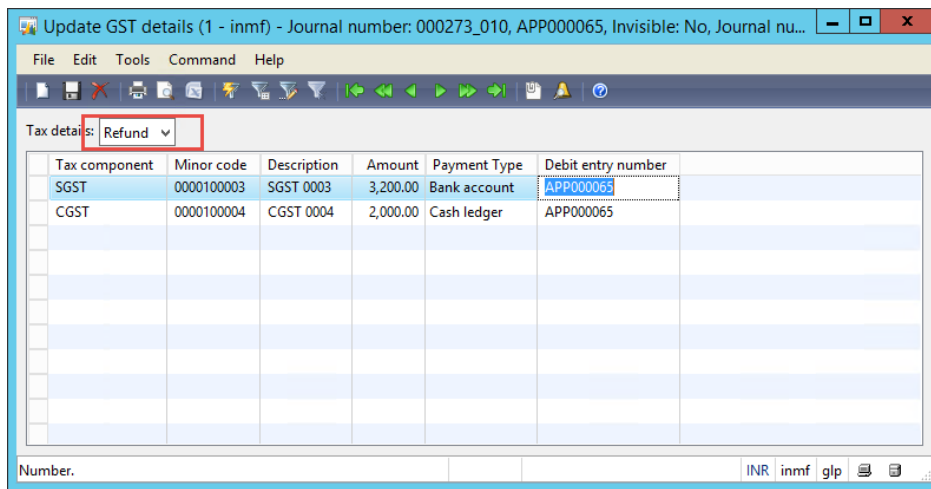 Update GST details (1 - inmf) - Journal number: 000273_010, APP000065, Invisible: No, Journal nu...
File Edit Tools Command Help
Tax details: Refund
Tax component Minor code Description Amount Payment Type Debit entry number
SGST 0000100003 SGST 0003 3,200.00 Bank account APP000065
CGST 0000100004 CGST 0004 2,000.00 Cash ledger APP000065
Number. INR inmf glp